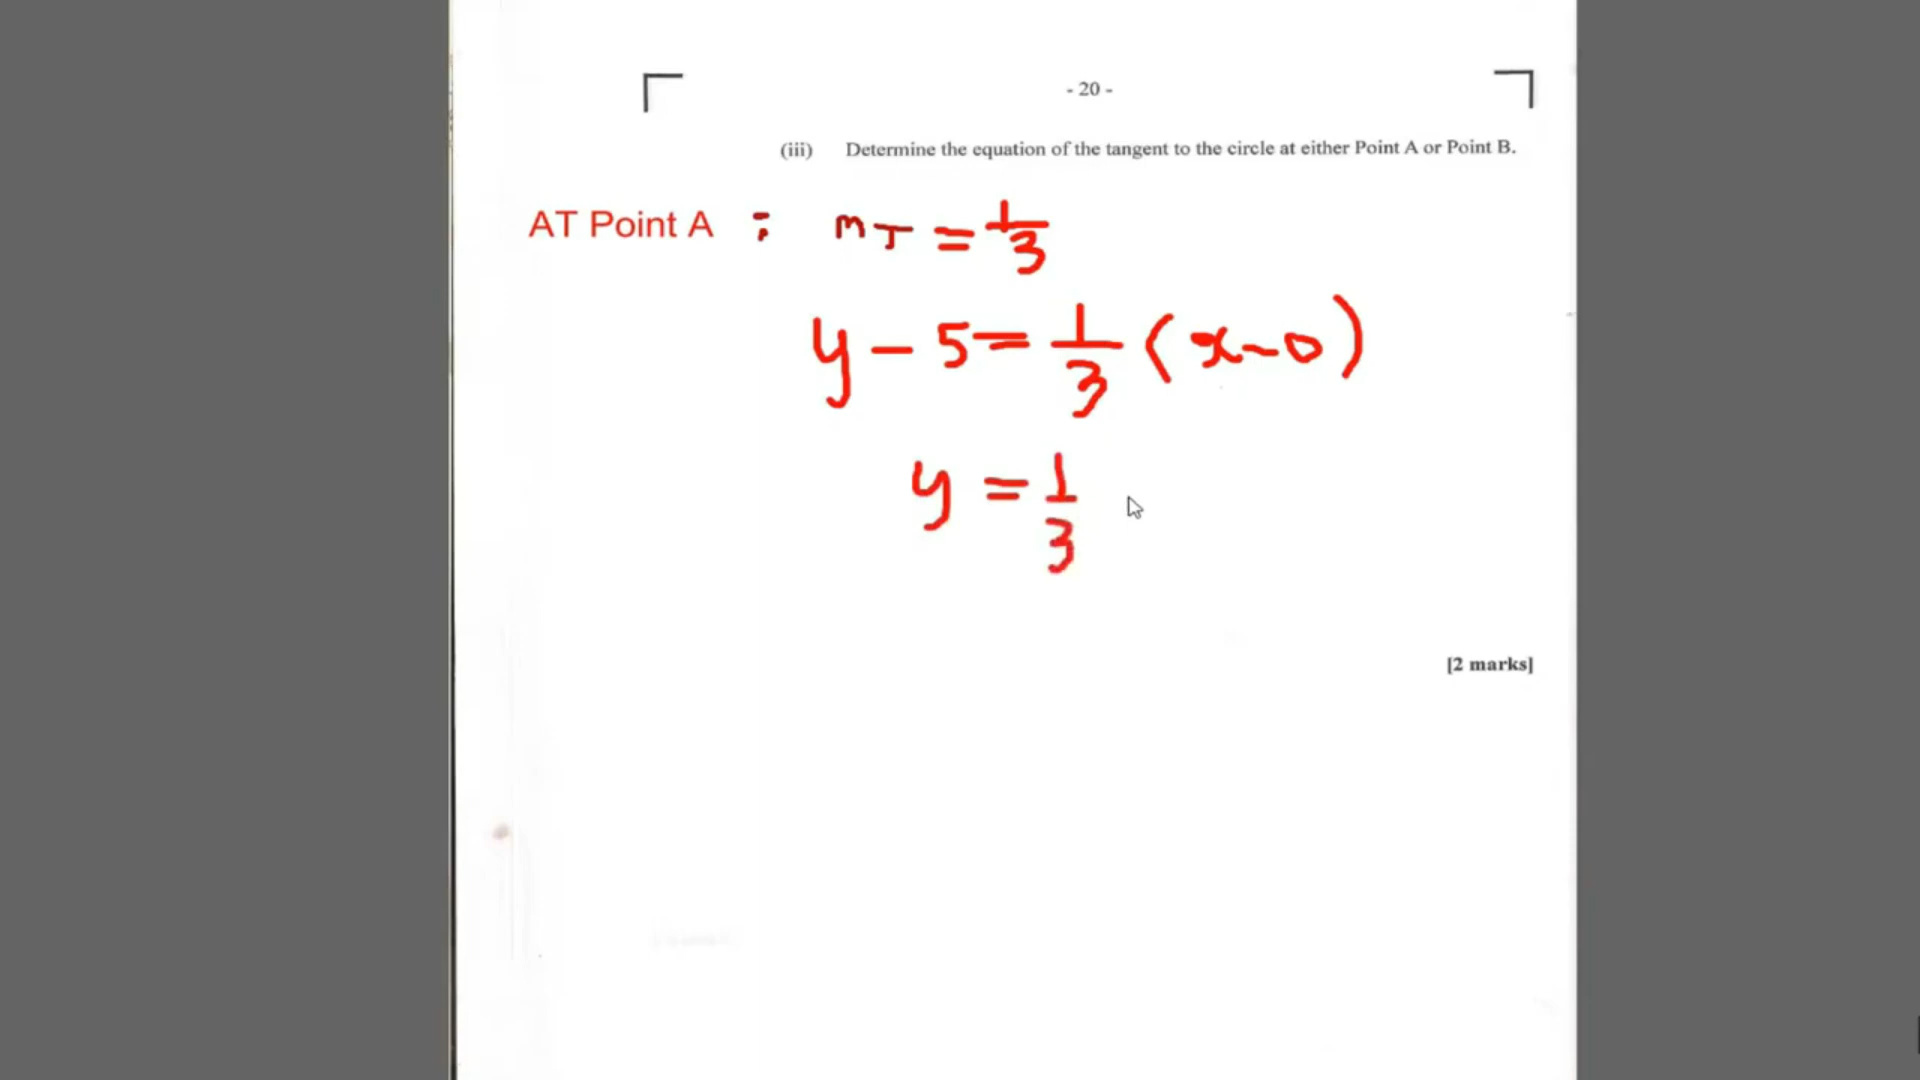 - 20 -
(iii) Determine the equation of the tangent to the circle at either Point A or Point B.
AT Point A : m_T = 1/3
y - 5 = 1/3 (x - 0)
y = 1/3
[2 marks]